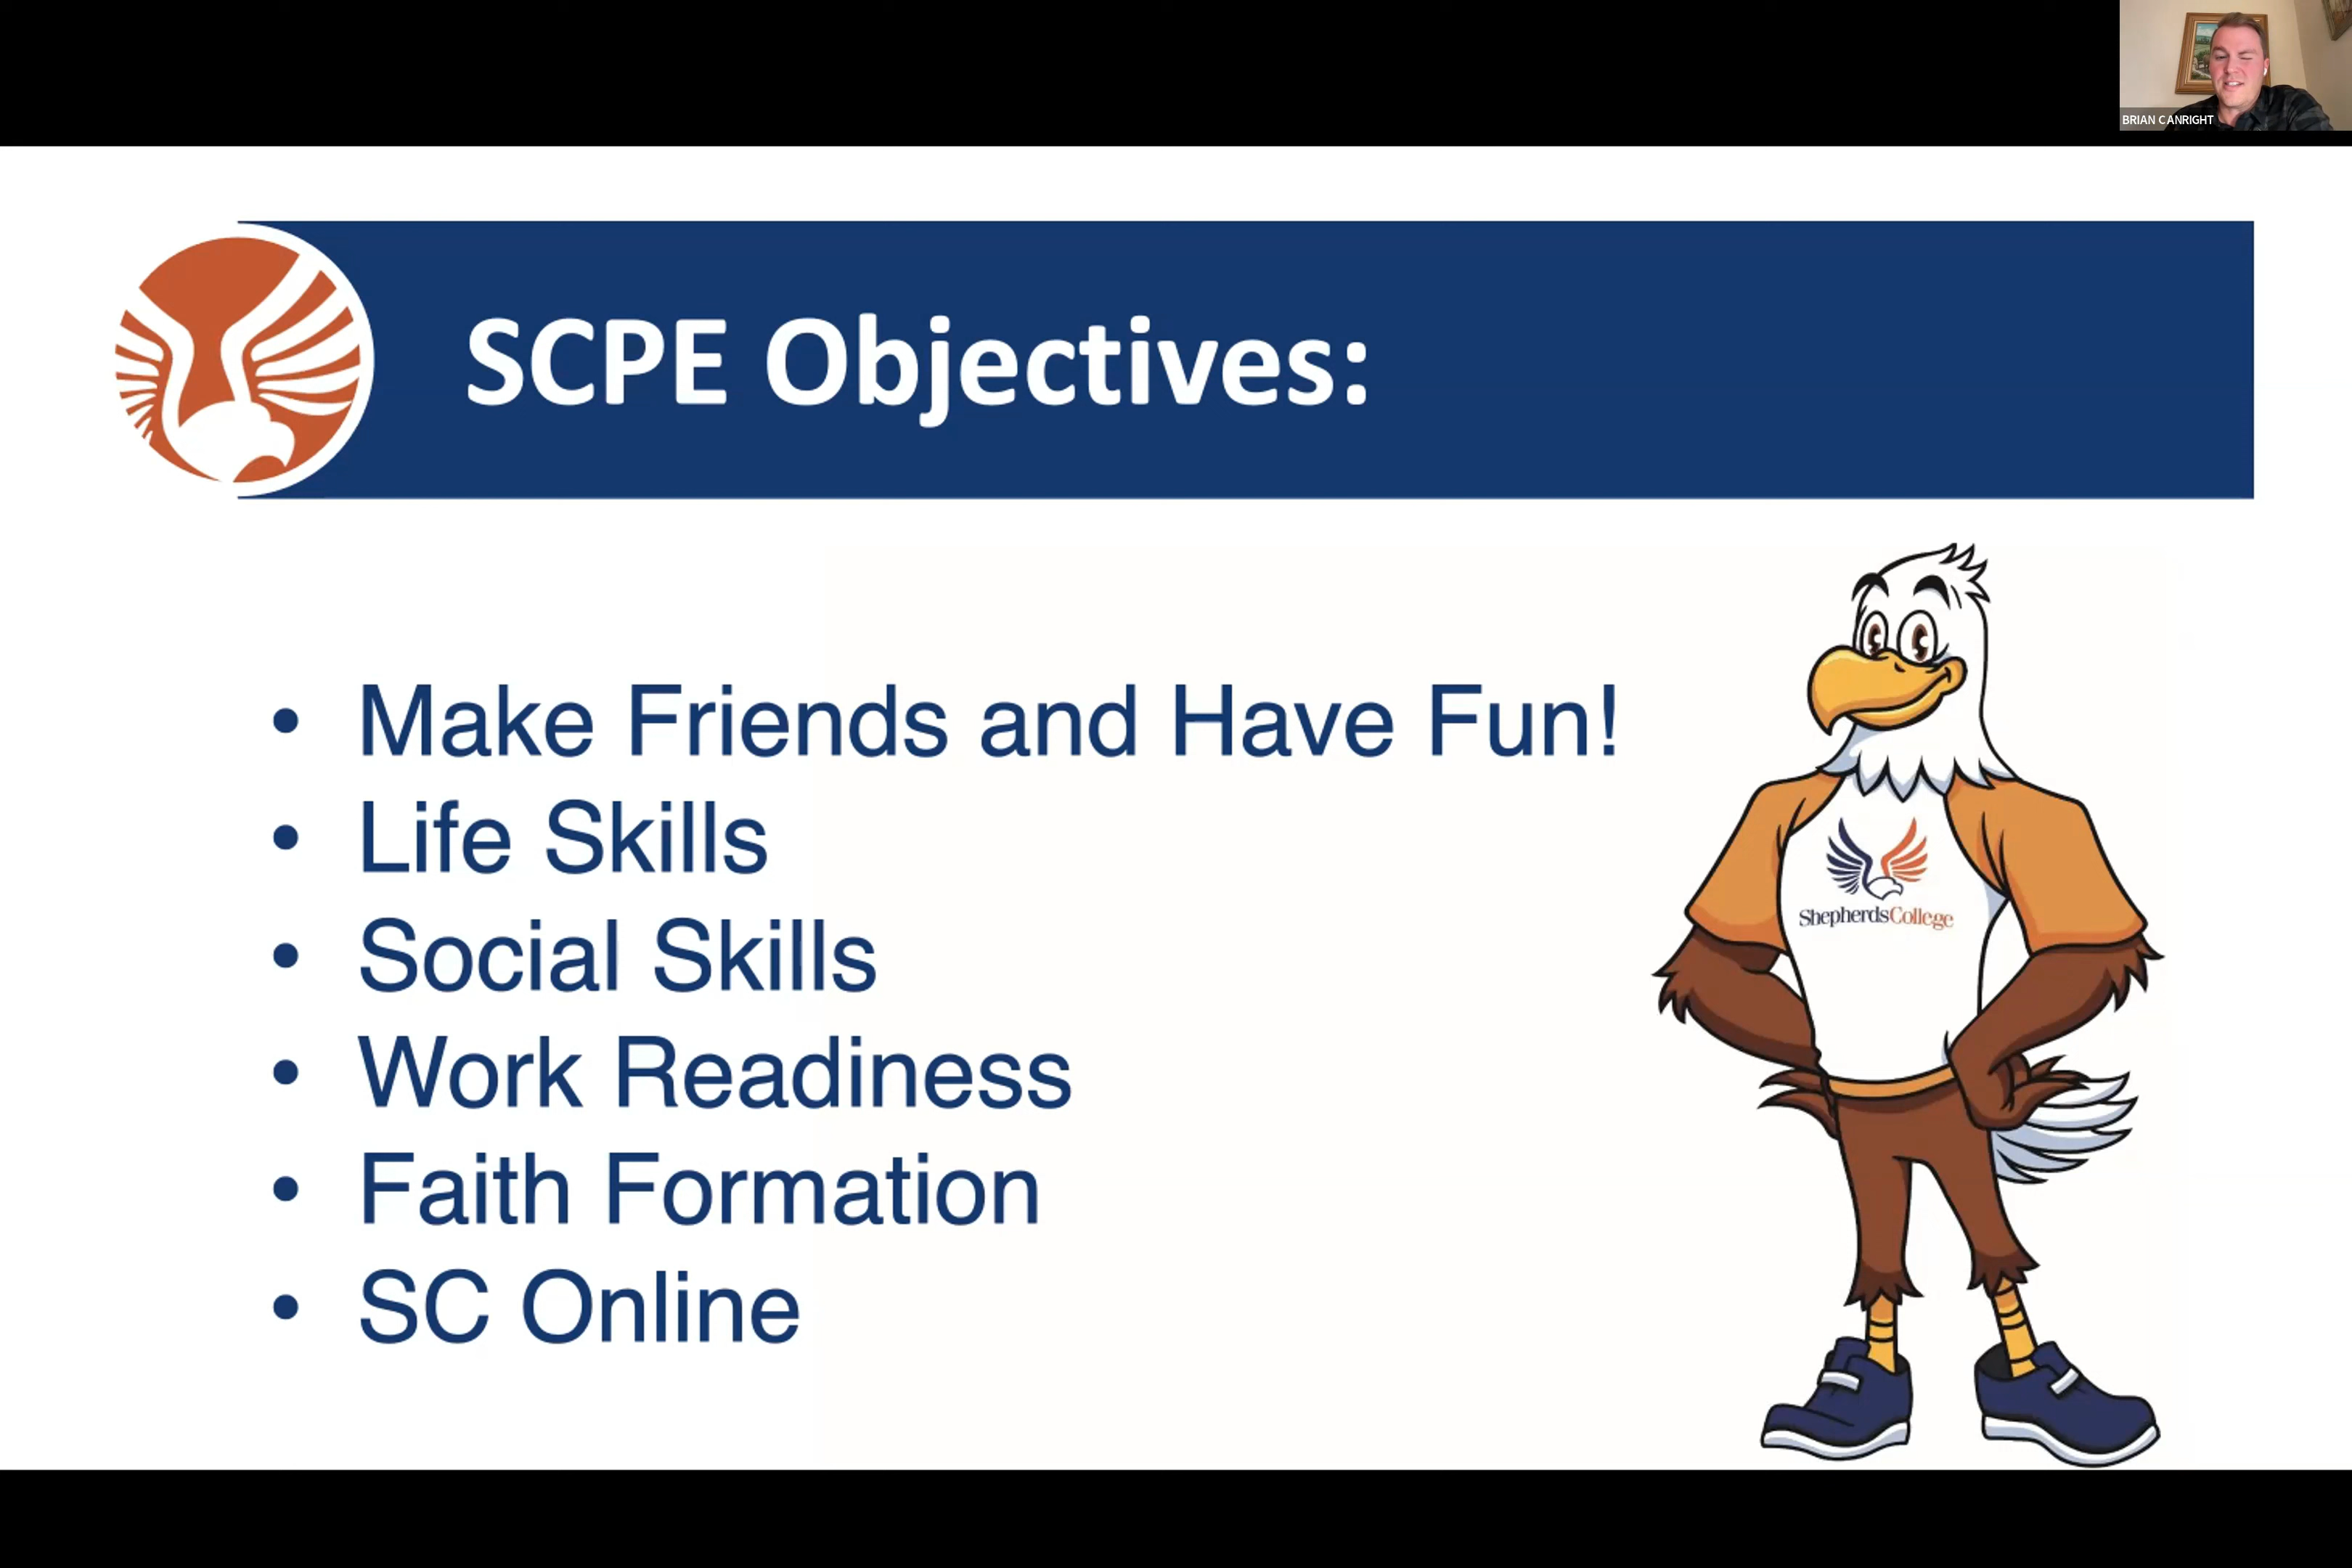 BRIAN CANRIGHT
SCPE Objectives:
• Make Friends and Have Fun!
• Life Skills
• Social Skills
• Work Readiness
• Faith Formation
• SC Online
ShepherdsCollege